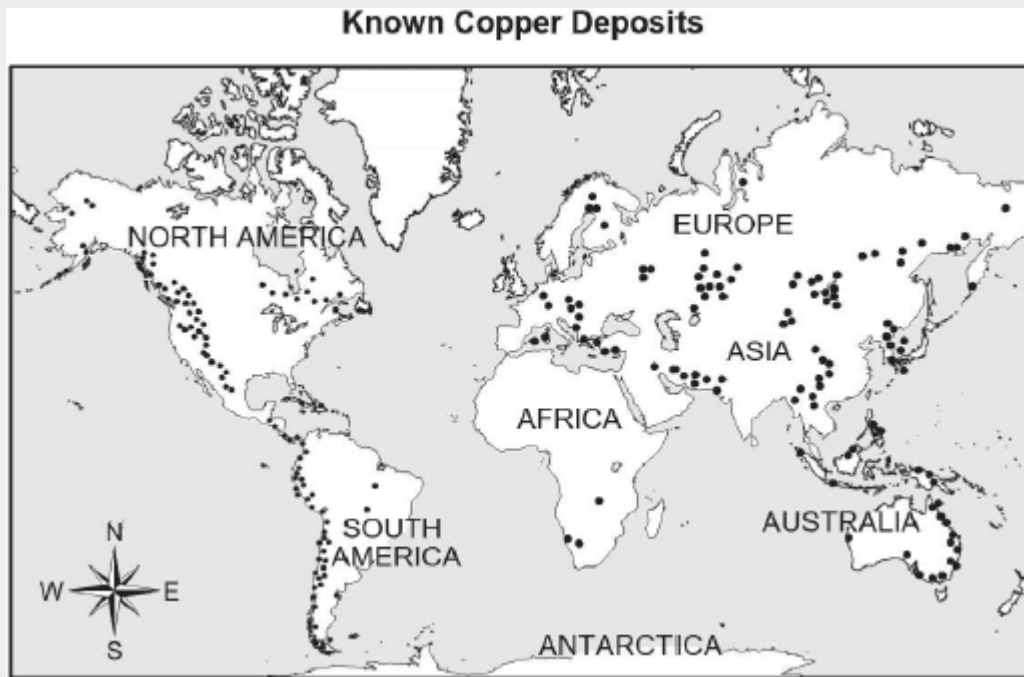 Known Copper Deposits
NORTH AMERICA
EUROPE
ASIA
AFRICA
SOUTH
AMERICA
AUSTRALIA
N
W
E
S
ANTARCTICA